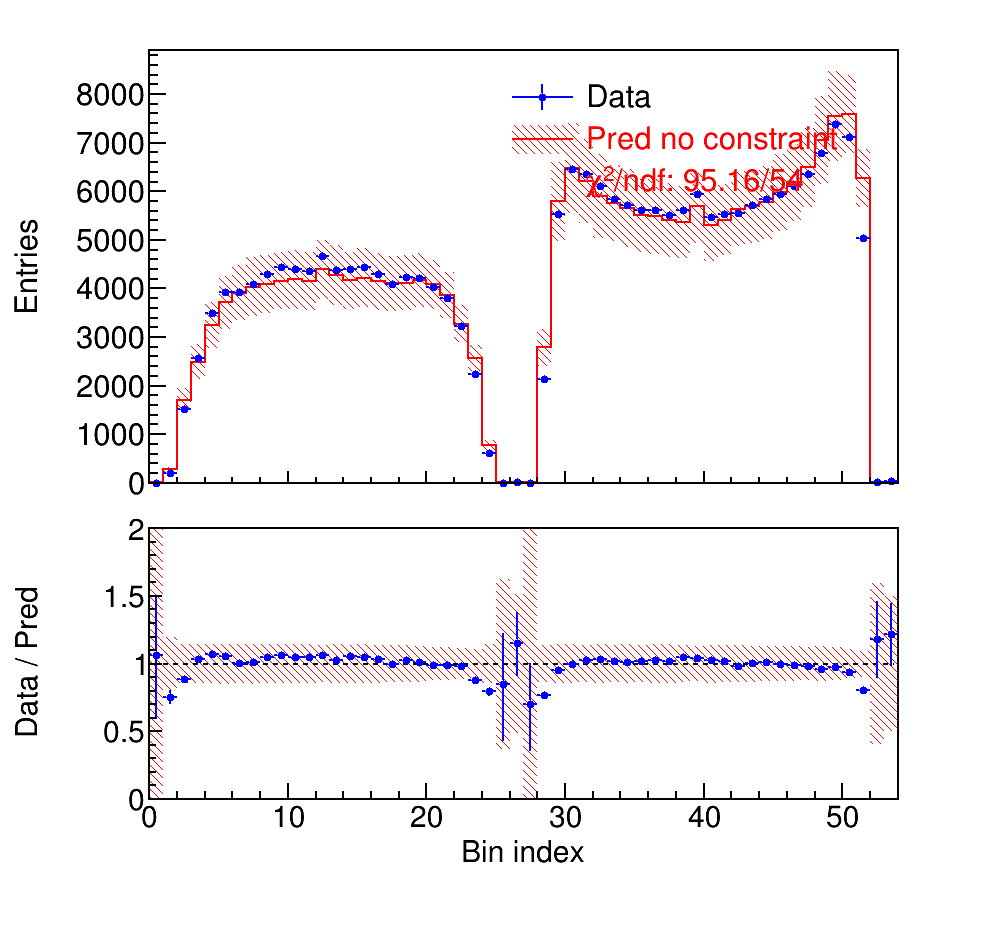 Entries
8000
7000
6000
5000
4000
3000
2000
1000
0
Data
Pred no constraint
χ²/ndf: 95.16/54
Data / Pred
2
1.5
1
0.5
0
0 10 20 30 40 50
Bin index